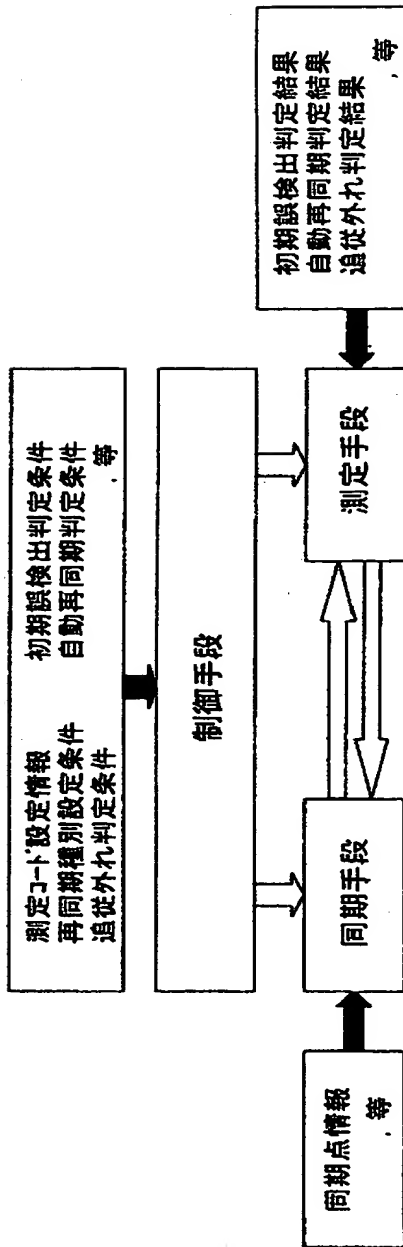 測定コード設定情報 初期誤検出判定条件
再同期種別設定条件 自動再同期判定条件
追従外れ判定条件 , 等
制御手段
同期点情報
, 等
同期手段
測定手段
初期誤検出判定結果
自動再同期判定結果
追従外れ判定結果
, 等